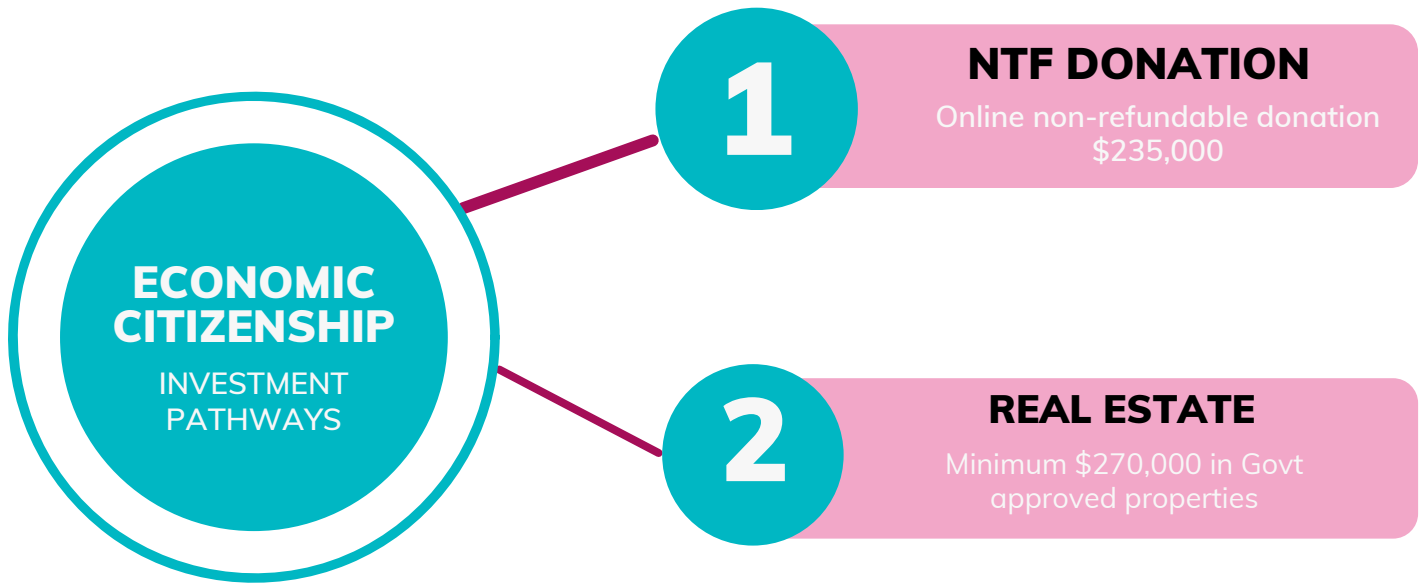 ECONOMIC
CITIZENSHIP
INVESTMENT
PATHWAYS
1
NTF DONATION
Online non-refundable donation
$235,000
2
REAL ESTATE
Minimum $270,000 in Govt
approved properties